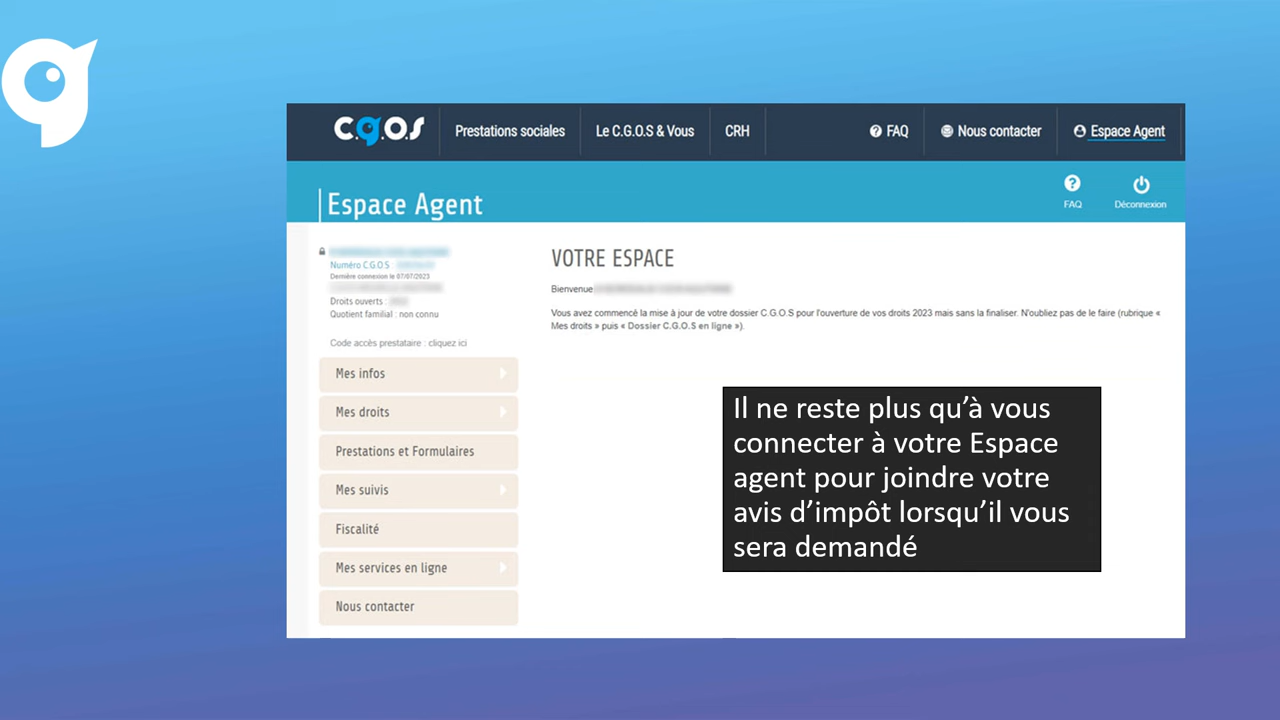 C.g.O.S
Prestations sociales
Le C.G.O.S & Vous
CRH
FAQ
Nous contacter
Espace Agent
Espace Agent
FAQ
Déconnexion
Numéro C.G.O.S :
Dernière connexion le 07/07/2023
Droits ouverts :
Quotient familial : non connu
Code accès prestataire : cliquez ici
Mes infos
Mes droits
Prestations et Formulaires
Mes suivis
Fiscalité
Mes services en ligne
Nous contacter
VOTRE ESPACE
Bienvenue
Vous avez commencé la mise à jour de votre dossier C.G.O.S pour l'ouverture de vos droits 2023 mais sans la finaliser. N'oubliez pas de le faire (rubrique «
Mes droits » puis « Dossier C.G.O.S en ligne »).
Il ne reste plus qu’à vous
connecter à votre Espace
agent pour joindre votre
avis d’impôt lorsqu’il vous
sera demandé